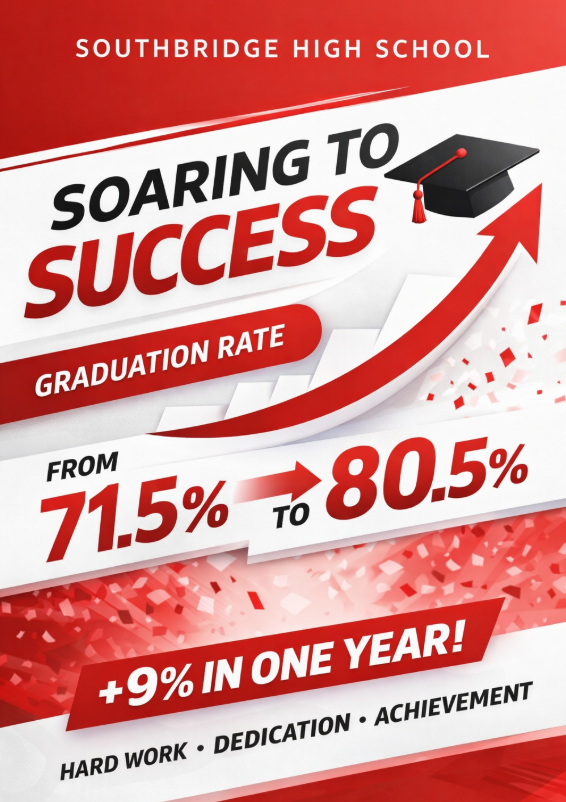 SOUTHBRIDGE HIGH SCHOOL
SOARING TO
SUCCESS
GRADUATION RATE
FROM
71.5%
TO
80.5%
+9% IN ONE YEAR!
HARD WORK • DEDICATION • ACHIEVEMENT